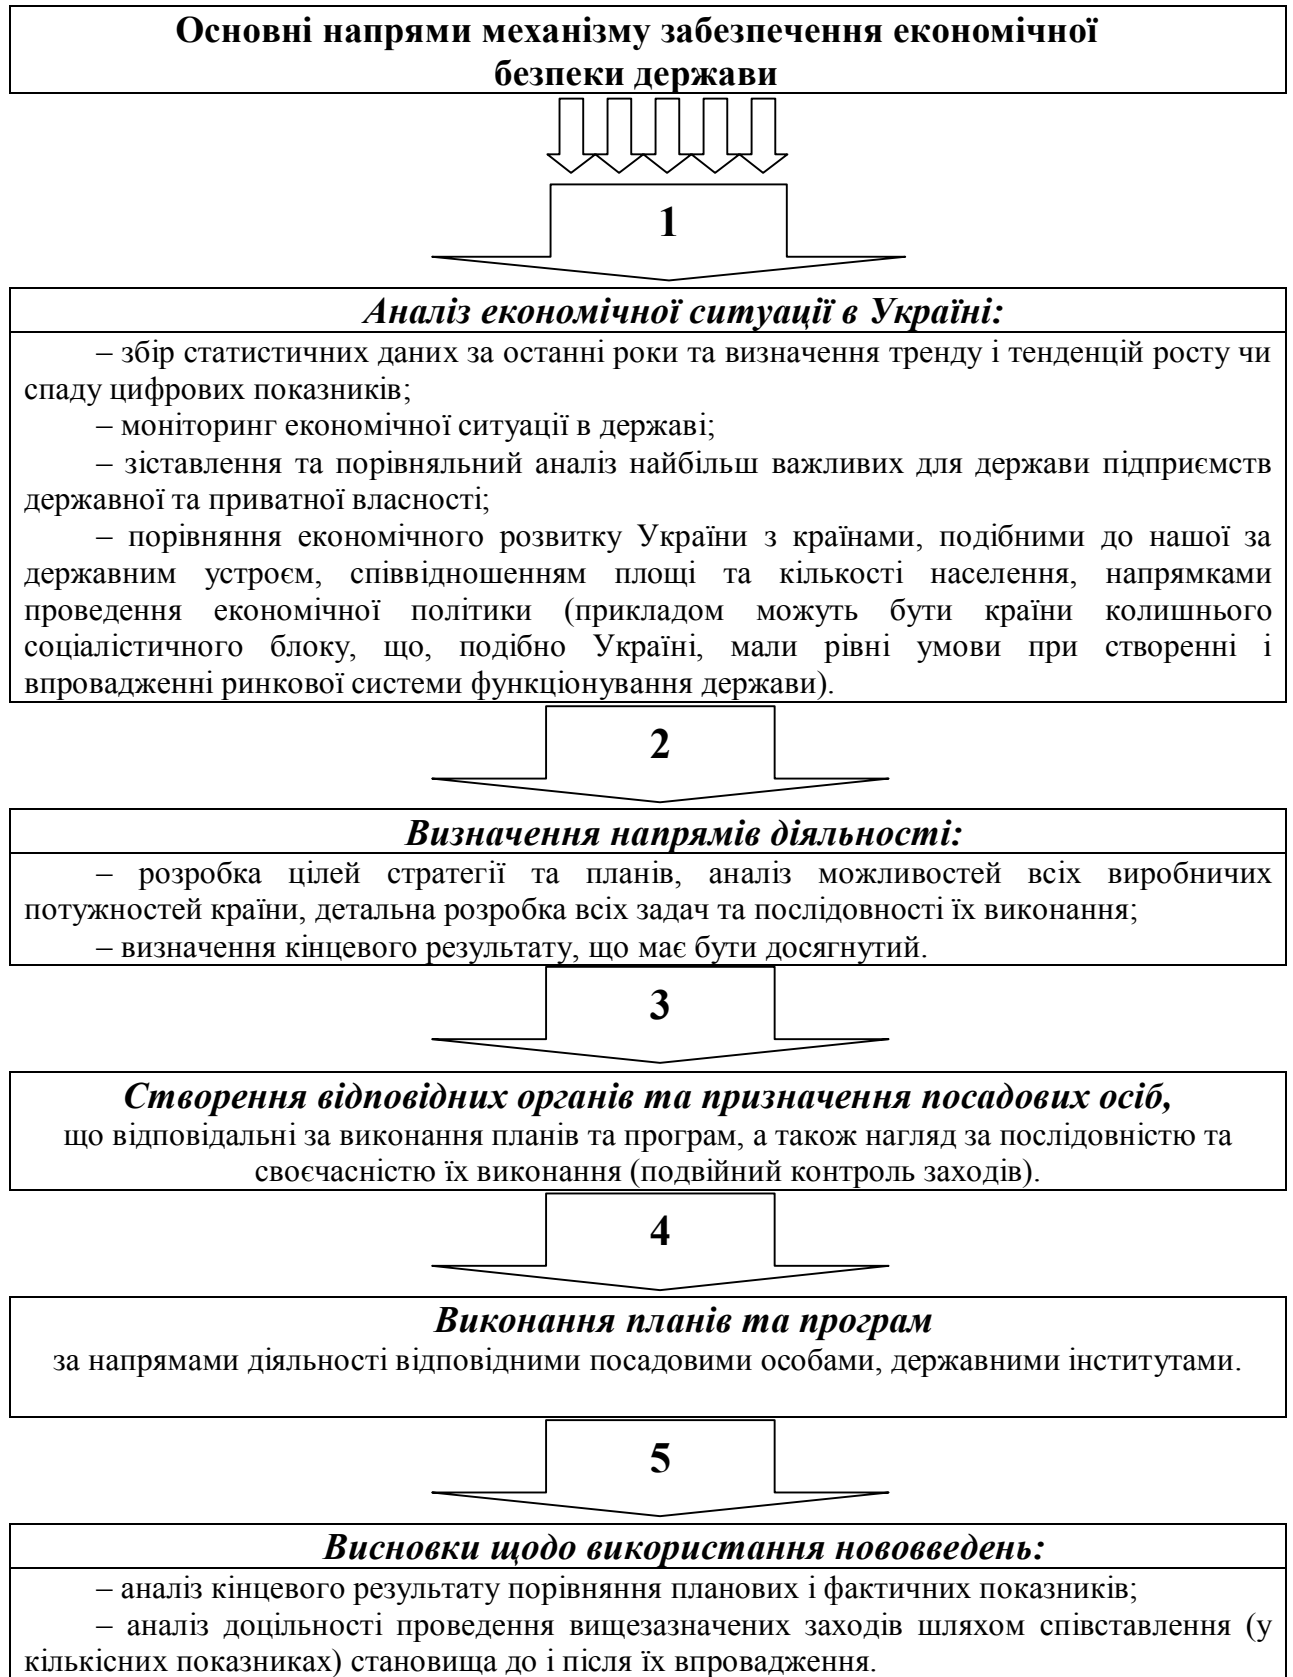 Основні напрями механізму забезпечення економічної
безпеки держави
1
Аналіз економічної ситуації в Україні:
– збір статистичних даних за останні роки та визначення тренду і тенденцій росту чи
спаду цифрових показників;
– моніторинг економічної ситуації в державі;
– зіставлення та порівняльний аналіз найбільш важливих для держави підприємств
державної та приватної власності;
– порівняння економічного розвитку України з країнами, подібними до нашої за
державним устроєм, співвідношенням площі та кількості населення, напрямками
проведення економічної політики (прикладом можуть бути країни колишнього
соціалістичного блоку, що, подібно Україні, мали рівні умови при створенні і
впровадженні ринкової системи функціонування держави).
2
Визначення напрямів діяльності:
– розробка цілей стратегії та планів, аналіз можливостей всіх виробничих
потужностей країни, детальна розробка всіх задач та послідовності їх виконання;
– визначення кінцевого результату, що має бути досягнутий.
3
Створення відповідних органів та призначення посадових осіб,
що відповідальні за виконання планів та програм, а також нагляд за послідовністю та
своєчасністю їх виконання (подвійний контроль заходів).
4
Виконання планів та програм
за напрямами діяльності відповідними посадовими особами, державними інститутами.
5
Висновки щодо використання нововведень:
– аналіз кінцевого результату порівняння планових і фактичних показників;
– аналіз доцільності проведення вищезазначених заходів шляхом співставлення (у
кількісних показниках) становища до і після їх впровадження.